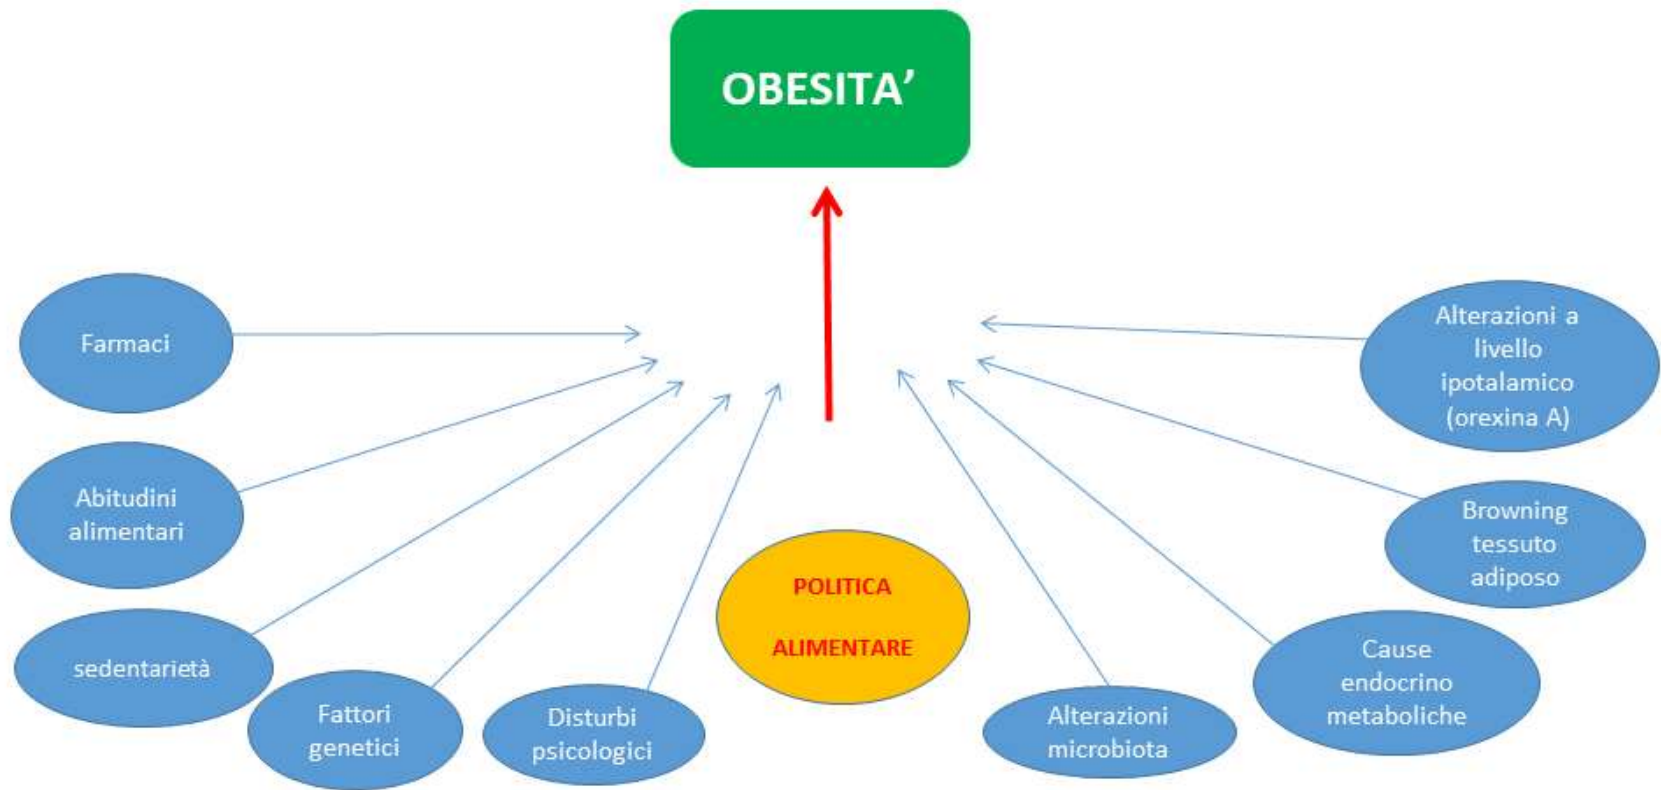 OBESITA’
Farmaci
Abitudini
alimentari
sedentarietà
Fattori
genetici
Disturbi
psicologici
POLITICA
ALIMENTARE
Alterazioni
microbiota
Cause
endocrino
metaboliche
Browning
tessuto
adiposo
Alterazioni a
livello
ipotalamico
(orexina A)